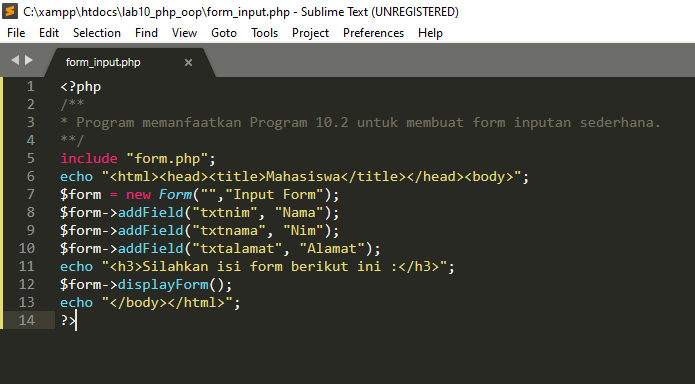 C:\xampp\htdocs\lab10_php_oop\form_input.php - Sublime Text (UNREGISTERED)
File Edit Selection Find View Goto Tools Project Preferences Help
form_input.php ×
1 <?php
2 /**
3 * Program memanfaatkan Program 10.2 untuk membuat form inputan sederhana.
4 **/
5 include "form.php";
6 echo "<html><head><title>Mahasiswa</title></head><body>";
7 $form = new Form("","Input Form");
8 $form->addField("txtnim", "Nama");
9 $form->addField("txtnama", "Nim");
10 $form->addField("txtalamat", "Alamat");
11 echo "<h3>Silahkan isi form berikut ini :</h3>";
12 $form->displayForm();
13 echo "</body></html>";
14 ?>